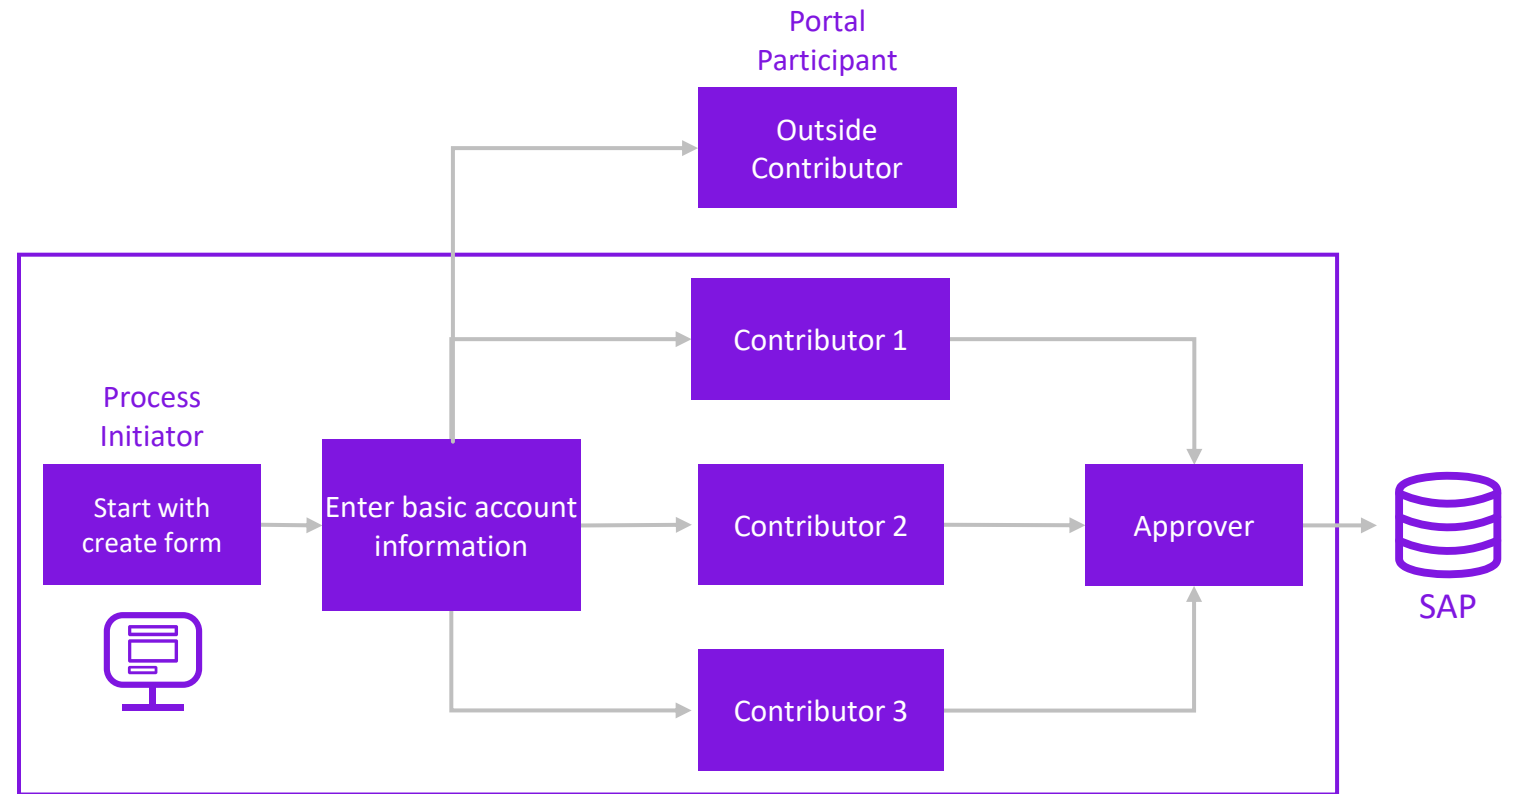 Portal
Participant
Outside
Contributor
Contributor 1
Process
Initiator
Start with
create form
Enter basic account
information
Contributor 2
Approver
SAP
Contributor 3